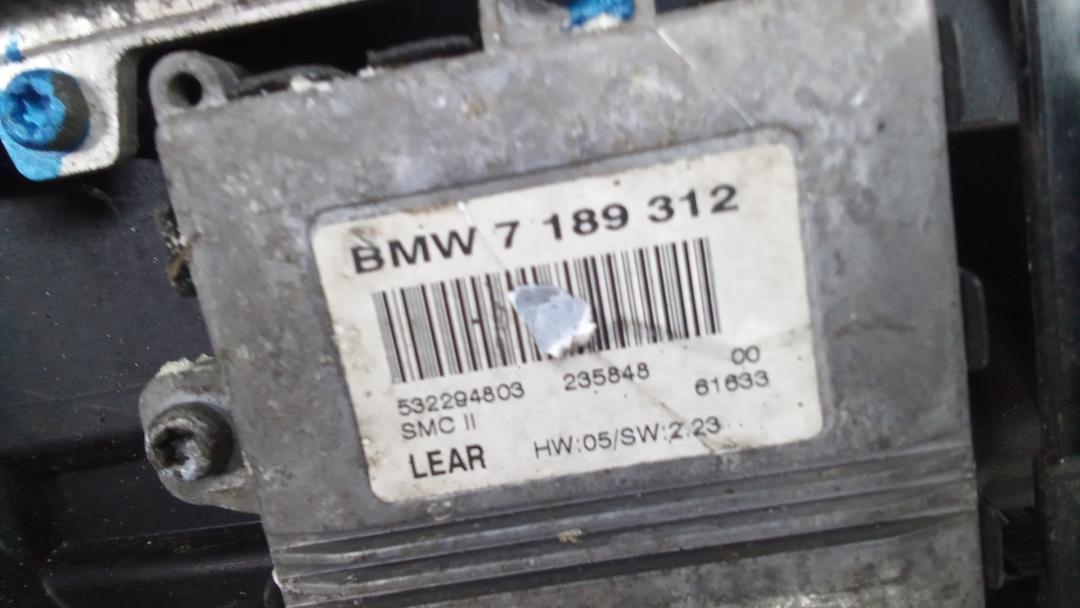 BMW 7 189 312
532294803 235848 00
SMC II 61633
LEAR HW:05/SW:2.23